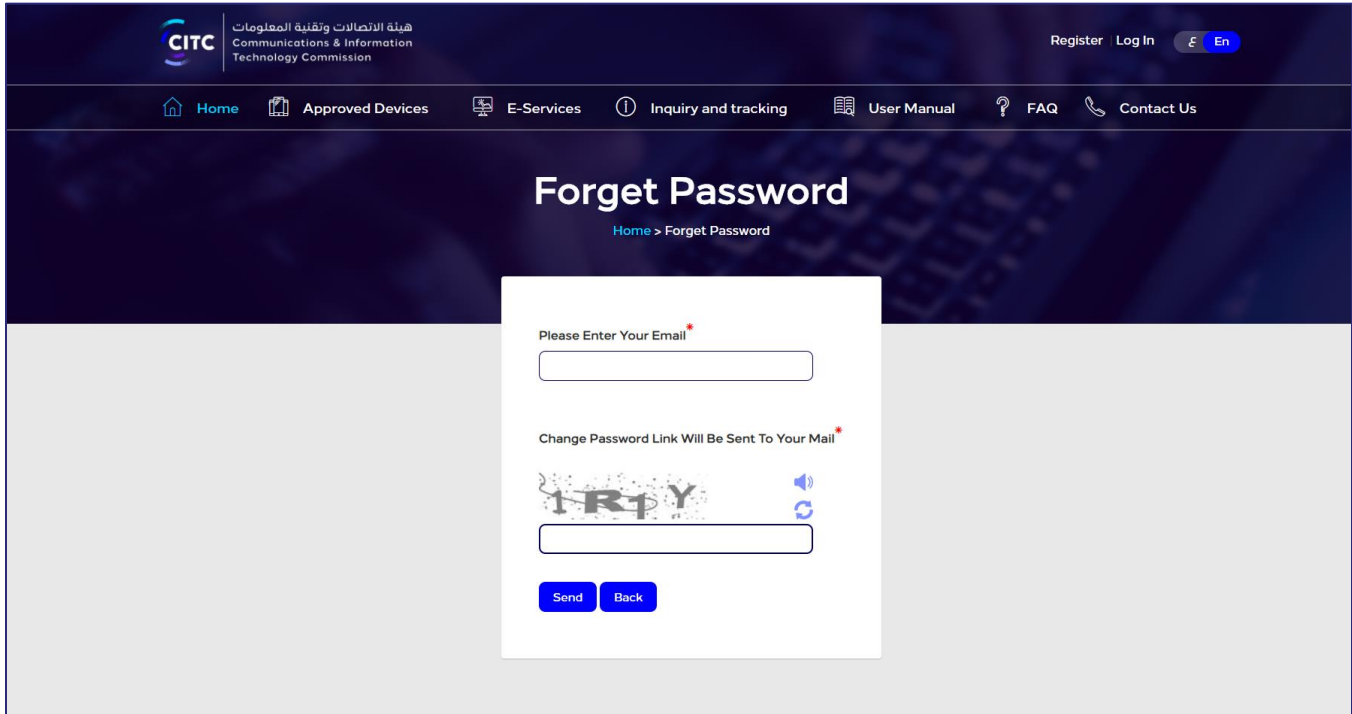 هيئة الاتصالات وتقنية المعلومات
CITC
Communications & Information
Technology Commission
Register | Log In ع En
Home Approved Devices E-Services Inquiry and tracking User Manual FAQ Contact Us
Forget Password
Home > Forget Password
Please Enter Your Email*
Change Password Link Will Be Sent To Your Mail*
Send Back